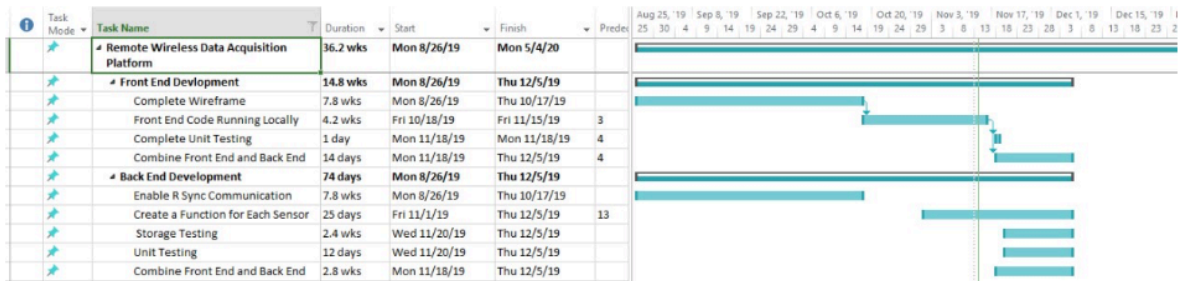 Aug 25, '19 Sep 8, '19 Sep 22, '19 Oct 6, '19 Oct 20, '19 Nov 3, '19 Nov 17, '19 Dec 1, '19 Dec 15, '19
Task Mode Task Name Duration Start Finish Predec 25 30 4 9 14 19 24 29 4 9 14 19 24 29 3 8 13 18 23 28 3 8 13 18 23
Remote Wireless Data Acquisition Platform 36.2 wks Mon 8/26/19 Mon 5/4/20
Front End Devlopment 14.8 wks Mon 8/26/19 Thu 12/5/19
Complete Wireframe 7.8 wks Mon 8/26/19 Thu 10/17/19
Front End Code Running Locally 4.2 wks Fri 10/18/19 Fri 11/15/19 3
Complete Unit Testing 1 day Mon 11/18/19 Mon 11/18/19 4
Combine Front End and Back End 14 days Mon 11/18/19 Thu 12/5/19 4
Back End Development 74 days Mon 8/26/19 Thu 12/5/19
Enable R Sync Communication 7.8 wks Mon 8/26/19 Thu 10/17/19
Create a Function for Each Sensor 25 days Fri 11/1/19 Thu 12/5/19 13
Storage Testing 2.4 wks Wed 11/20/19 Thu 12/5/19
Unit Testing 12 days Wed 11/20/19 Thu 12/5/19
Combine Front End and Back End 2.8 wks Mon 11/18/19 Thu 12/5/19